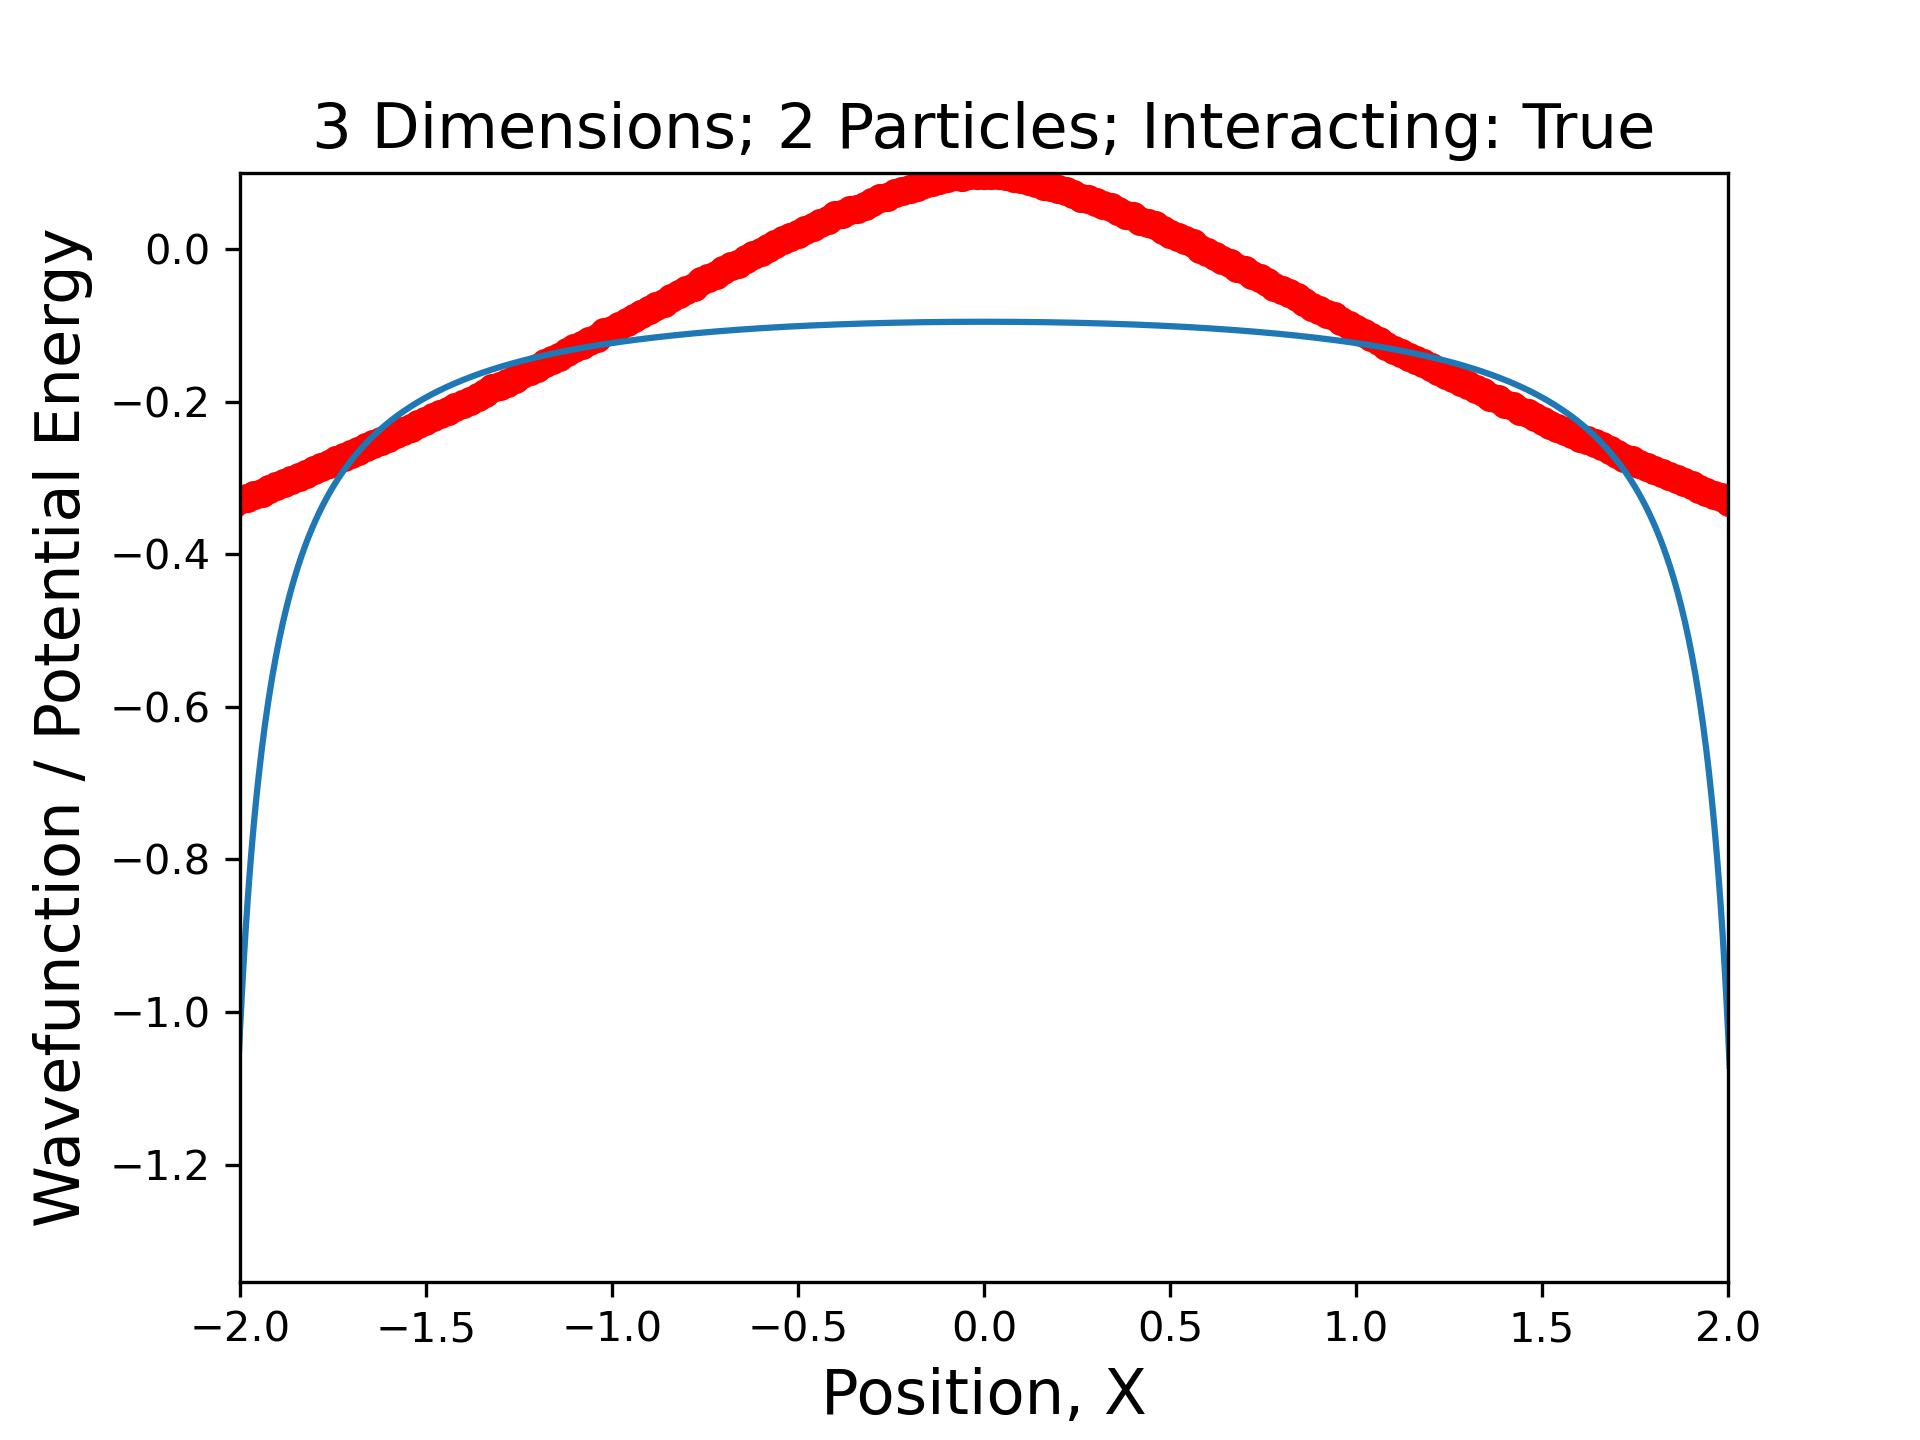 3 Dimensions; 2 Particles; Interacting: True
Wavefunction / Potential Energy
0.0
−0.2
−0.4
−0.6
−0.8
−1.0
−1.2
−2.0 −1.5 −1.0 −0.5 0.0 0.5 1.0 1.5 2.0
Position, X